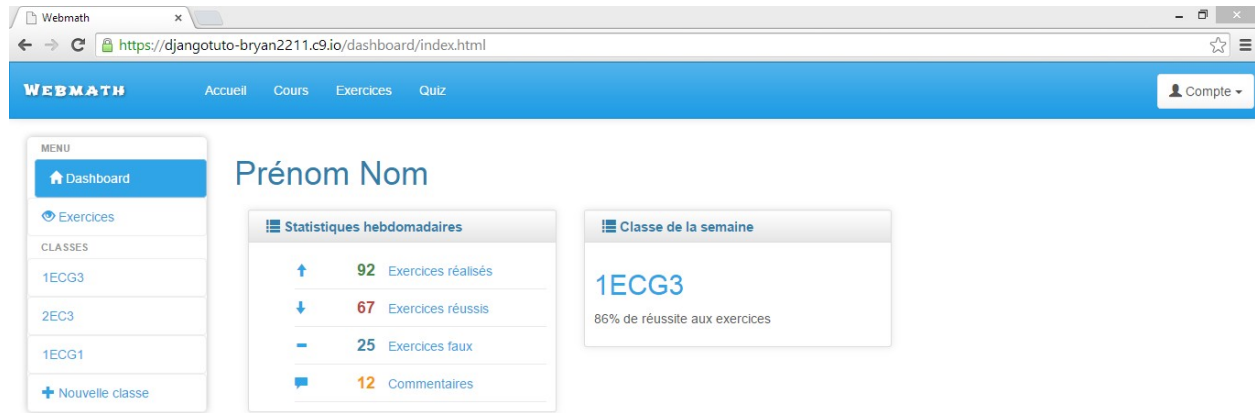 Webmath
https://djangotuto-bryan2211.c9.io/dashboard/index.html
WEBMATH Accueil Cours Exercices Quiz Compte
MENU
Dashboard
Exercices
CLASSES
1ECG3
2EC3
1ECG1
Nouvelle classe
Prénom Nom
Statistiques hebdomadaires
92 Exercices réalisés
67 Exercices réussis
25 Exercices faux
12 Commentaires
Classe de la semaine
1ECG3
86% de réussite aux exercices